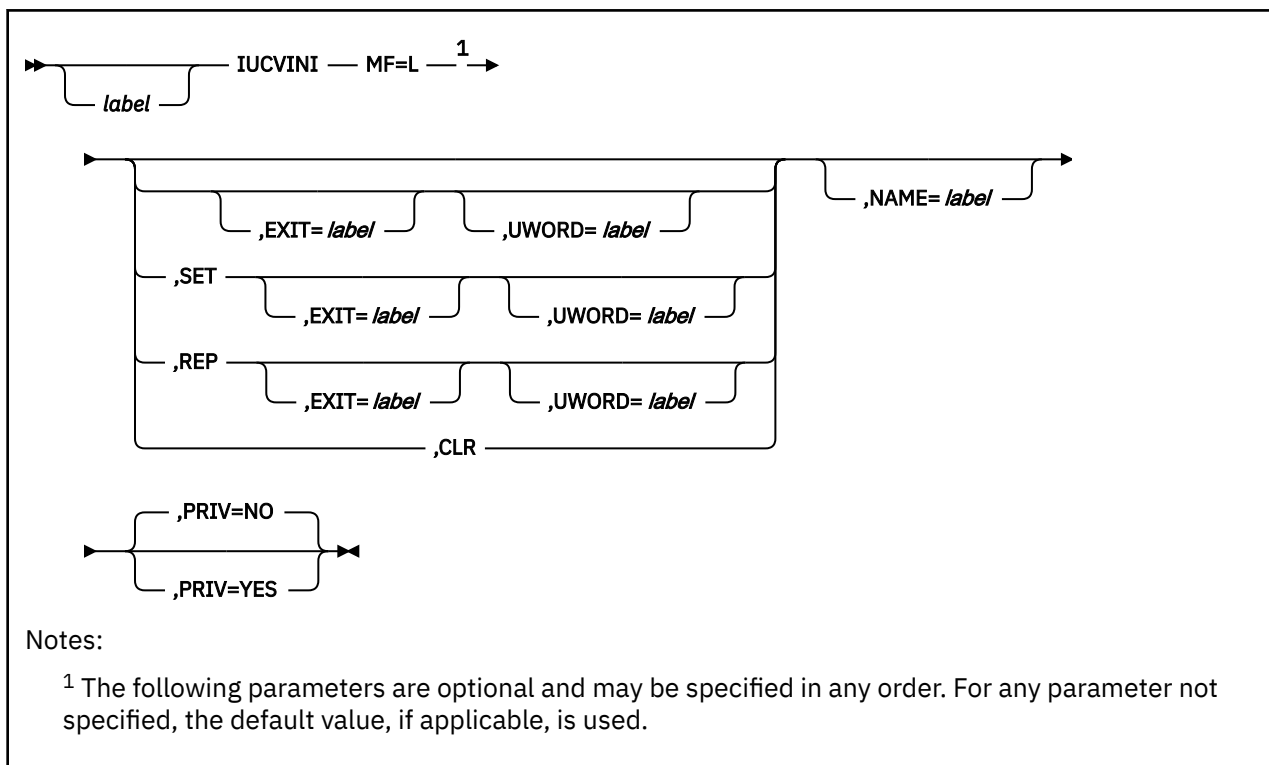 IUCVINI MF=L 1
label
,EXIT= label ,UWORD= label ,NAME= label
,SET ,EXIT= label ,UWORD= label
,REP ,EXIT= label ,UWORD= label
,CLR
,PRIV=NO
,PRIV=YES
Notes:
1 The following parameters are optional and may be specified in any order. For any parameter not
specified, the default value, if applicable, is used.